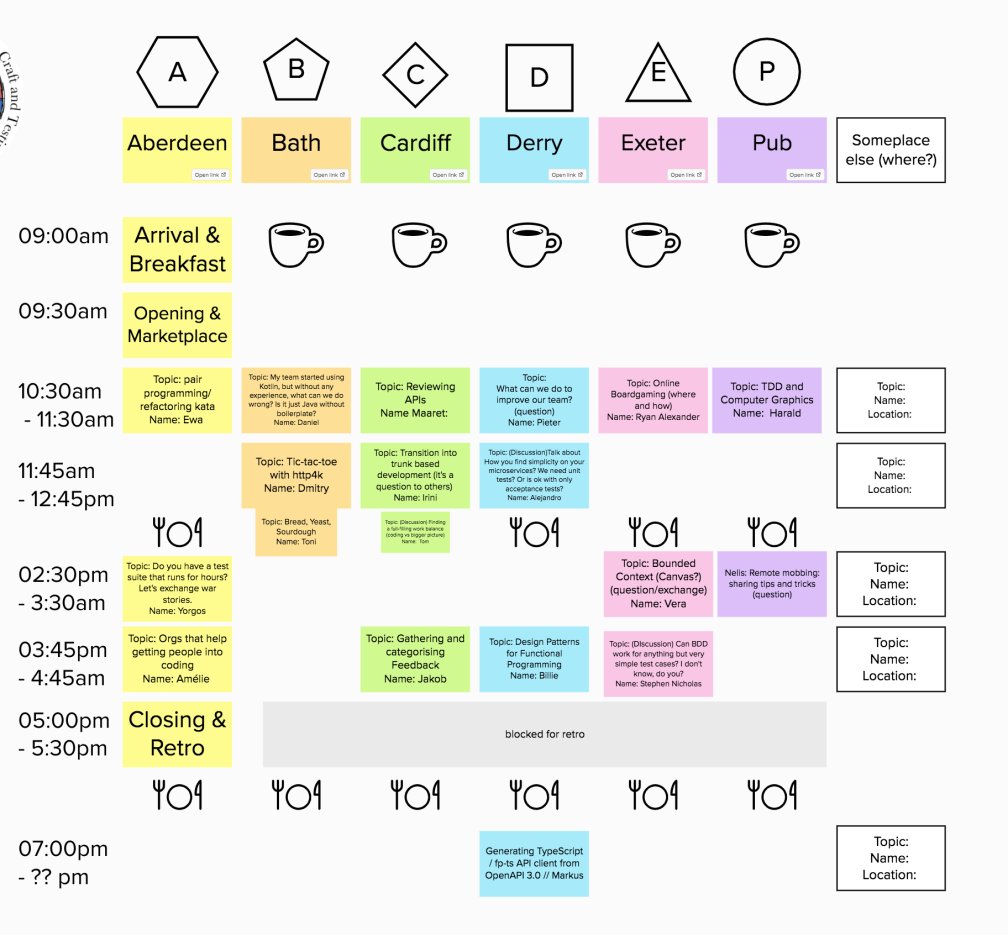 Craft and
A
B
C
D
E
P
Aberdeen
Open link
Bath
Open link
Cardiff
Open link
Derry
Open link
Exeter
Open link
Pub
Open link
Someplace
else (where?)
09:00am
Arrival &
Breakfast
09:30am
Opening &
Marketplace
10:30am
- 11:30am
Topic: pair
programming/
refactoring kata
Name: Ewa
Topic: My team started using
Kotlin, but without any
experience, what can we do
wrong? Is it just Java without
boilerplate?
Name: Daniel
Topic: Reviewing
APIs
Name Maaret:
Topic:
What can we do to
improve our team?
(question)
Name: Pieter
Topic: Online
Boardgaming (where
and how)
Name: Ryan Alexander
Topic: TDD and
Computer Graphics
Name: Harald
Topic:
Name:
Location:
11:45am
- 12:45pm
Topic: Tic-tac-toe
with http4k
Name: Dmitry
Topic: Transition into
trunk based
development (it's a
question to others)
Name: Irini
Topic: (Discussion)Talk about
How you find simplicity on your
microservices? We need unit
tests? Or is ok with only
acceptance tests?
Name: Alejandro
Topic:
Name:
Location:
Topic: Bread, Yeast,
Sourdough
Name: Toni
Topic: (Discussion) Finding
a full-filling work balance
(coding vs bigger picture)
Name: Tom
02:30pm
- 3:30am
Topic: Do you have a test
suite that runs for hours?
Let's exchange war
stories.
Name: Yorgos
Topic: Bounded
Context (Canvas?)
(question/exchange)
Name: Vera
Nelis: Remote mobbing:
sharing tips and tricks
(question)
Topic:
Name:
Location:
03:45pm
- 4:45am
Topic: Orgs that help
getting people into
coding
Name: Amélie
Topic: Gathering and
categorising
Feedback
Name: Jakob
Topic: Design Patterns
for Functional
Programming
Name: Billie
Topic: (Discussion) Can BDD
work for anything but very
simple test cases? I don't
know, do you?
Name: Stephen Nicholas
Topic:
Name:
Location:
05:00pm
- 5:30pm
Closing &
Retro
blocked for retro
07:00pm
- ?? pm
Generating TypeScript
/ fp-ts API client from
OpenAPI 3.0 // Markus
Topic:
Name:
Location: